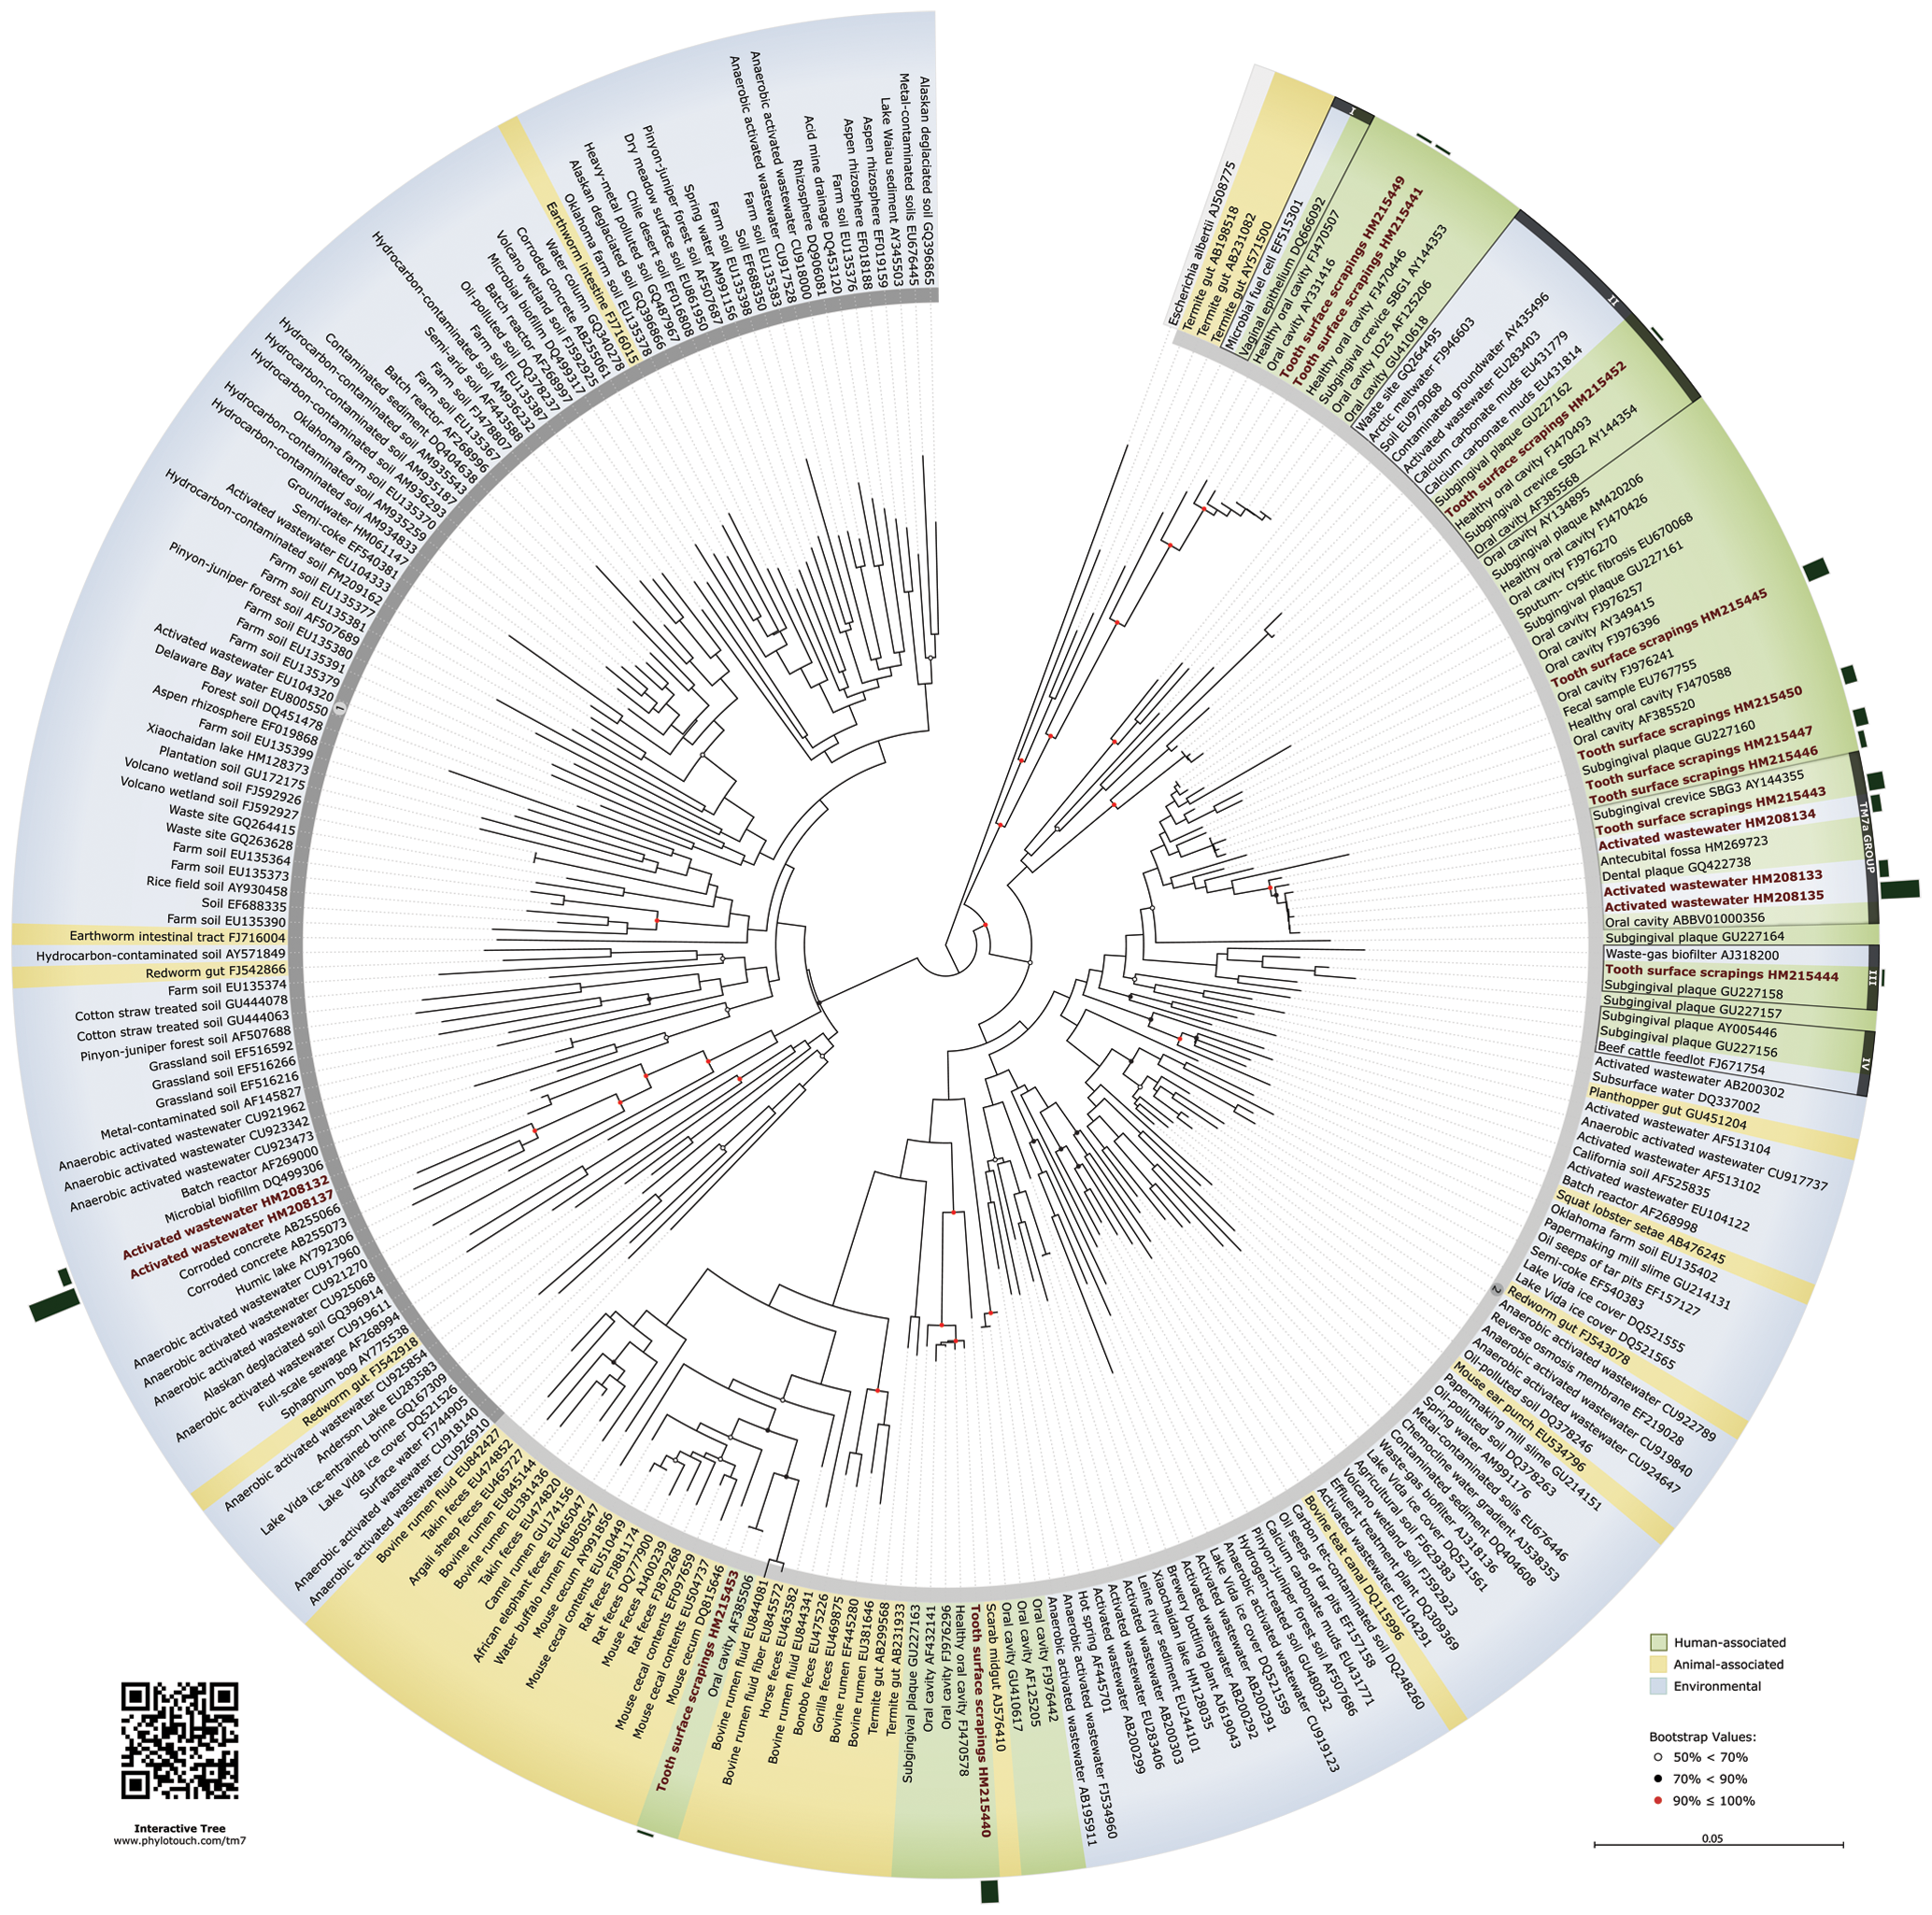 Escherichia albertii AJ508775
Termite gut AB198518
Termite gut AB231082
Termite gut AY571500
Microbial fuel cell EF515301
Vaginal epithelium DQ666092
Healthy oral cavity FJ470507
Oral cavity AY331416
Tooth surface scrapings HM215449
Tooth surface scrapings HM215441
Healthy oral cavity FJ470446
Subgingival crevice SBG1 AY144353
Oral cavity IO25 AF125206
Oral cavity GU410618
Waste site GQ264495
Arctic meltwater FJ946603
Soil EU979068
Contaminated groundwater AY435496
Activated wastewater EU283403
Calcium carbonate muds EU431779
Calcium carbonate muds EU431814
Subgingival plaque GU227162
Tooth surface scrapings HM215452
Healthy oral cavity FJ470493
Subgingival crevice SBG2 AY144354
Oral cavity AF385568
Oral cavity AY134895
Subgingival plaque AM420206
Healthy oral cavity FJ470426
Oral cavity FJ976270
Sputum- cystic fibrosis EU670068
Subgingival plaque GU227161
Oral cavity FJ976257
Oral cavity AY349415
Oral cavity FJ976396
Tooth surface scrapings HM215445
Oral cavity FJ976241
Fecal sample EU767755
Healthy oral cavity FJ470588
Oral cavity AF385520
Tooth surface scrapings HM215450
Subgingival plaque GU227160
Tooth surface scrapings HM215447
Tooth surface scrapings HM215446
Subgingival crevice SBG3 AY144355
Tooth surface scrapings HM215443
Activated wastewater HM208134
Antecubital fossa HM269723
Dental plaque GQ422738
Activated wastewater HM208133
Activated wastewater HM208135
Oral cavity ABBV01000356
Subgingival plaque GU227164
Waste-gas biofilter AJ318200
Tooth surface scrapings HM215444
Subgingival plaque GU227158
Subgingival plaque GU227157
Subgingival plaque AY005446
Subgingival plaque GU227156
Beef cattle feedlot FJ671754
Activated wastewater AB200302
Subsurface water DQ337002
Planthopper gut GU451204
Activated wastewater AF513104
Anaerobic activated wastewater CU917737
Activated wastewater AF513102
California soil AF525835
Activated wastewater EU104122
Batch reactor AF268998
Squat lobster setae AB476245
Oklahoma farm soil EU135402
Papermaking mill slime GU214131
Oil seeps of tar pits EF157127
Semi-coke EF540383
Lake Vida ice cover DQ521555
Lake Vida ice cover DQ521565
Redworm gut FJ543078
Anaerobic activated wastewater CU922789
Reverse osmosis membrane EF219028
Anaerobic activated wastewater CU919840
Anaerobic activated wastewater CU92464?
Oil-polluted soil DQ378246
Mouse ear punch EU534796
Papermaking mill slime GU214151
Oil-polluted soil DQ378263
Spring water AM991176
Metal-contaminated soils EU676446
Chemocline water gradient AJ538353
Contaminated sediment DQ404608
Waste-gas biofilter AJ318136
Lake Vida ice cover DQ521561
Agricultural soil FJ629383
Volcano wetland soil FJ592923
Effluent treatment plant DQ309369
Activated wastewater EU104291
Bovine teat canal DQ115996
Carbon tet-contaminated soil DQ248260
Oil seeps of tar pits EF157158
Calcium carbonate muds EU431771
Pinyon-juniper forest soil AF507686
Hydrogen-treated soil GU480932
Anaerobic activated wastewater CU919123
Lake Vida ice cover DQ521559
Activated wastewater AB200291
Activated wastewater AB200292
Brewery bottling plant AJ619043
Xiaochaidan lake HM128035
Leine river sediment EU244101
Activated wastewater AB200303
Activated wastewater EU283406
Activated wastewater AB200299
Hot spring AF445701
Anaerobic activated wastewater FJ534960
Anaerobic activated wastewater AB195911
Oral cavity FJ976442
Oral cavity AF125205
Oral cavity GU410617
Scarab midgut AJ576410
Tooth surface scrapings HM215440
Healthy oral cavity FJ470578
Oral cavity FJ976296
Oral cavity AF432141
Subgingival plaque GU227163
Termite gut AB231933
Termite gut AB299568
Bovine rumen EU381646
Bovine rumen EF445280
Gorilla feces EU469875
Bonobo feces EU475226
Bovine rumen fluid EU844341
Horse feces EU463582
Bovine rumen fluid fiber EU845572
Bovine rumen fluid EU844081
Oral cavity AF385506
Tooth surface scrapings HM215453
Mouse cecum DQ815646
Mouse cecal contents EU504737
Mouse cecal contents EF097659
Rat feces FJ879268
Mouse feces AJ400239
Rat feces DQ777900
Rat feces FJ881174
Mouse cecal contents EU510449
Mouse cecum AY991856
Water buffalo rumen EU850547
African elephant feces EU465047
Camel rumen GU174156
Takin feces EU474820
Bovine rumen EU381436
Bovine rumen EU845144
Argali sheep feces EU465727
Takin feces EU474852
Bovine rumen fluid EU842427
Anaerobic activated wastewater CU926910
Anaerobic activated wastewater CU918140
Surface water FJ744905
Lake Vida ice cover DQ521526
Lake Vida ice-entrained brine GQ167309
Anderson Lake EU283583
Anaerobic activated wastewater CU925854
Redworm gut FJ542918
Sphagnum bog AY775538
Full-scale sewage AF268994
Anaerobic activated wastewater CU919611
Alaskan deglaciated soil GQ396914
Anaerobic activated wastewater CU925068
Anaerobic activated wastewater CU921270
Anaerobic activated wastewater CU917960
Humic lake AY792306
Corroded concrete AB255073
Corroded concrete AB255066
Activated wastewater HM208137
Activated wastewater HM208132
Microbial biofilm DQ499306
Batch reactor AF269000
Anaerobic activated wastewater CU923473
Anaerobic activated wastewater CU923342
Anaerobic activated wastewater CU921962
Metal-contaminated soil AF145827
Grassland soil EF516216
Grassland soil EF516266
Grassland soil EF516592
Pinyon-juniper forest soil AF507688
Cotton straw treated soil GU444063
Cotton straw treated soil GU444078
Farm soil EU135374
Redworm gut FJ542866
Hydrocarbon-contaminated soil AY571849
Earthworm intestinal tract FJ716004
Farm soil EU135390
Soil EF688335
Rice field soil AY930458
Farm soil EU135373
Farm soil EU135364
Waste site GQ263628
Waste site GQ264415
Volcano wetland soil FJ592927
Volcano wetland soil FJ592926
Plantation soil GU172175
Xiaochaidan lake HM128373
Farm soil EU135399
Aspen rhizosphere EF019868
Forest soil DQ451478
Delaware Bay water EU800550
Activated wastewater EU104320
Farm soil EU135379
Farm soil EU135391
Farm soil EU135380
Pinyon-juniper forest soil AF507689
Farm soil EU135381
Farm soil EU135377
Hydrocarbon-contaminated soil FM209162
Activated wastewater EU104333
Semi-coke EF540381
Groundwater HM061147
Hydrocarbon-contaminated soil AM934833
Hydrocarbon-contaminated soil AM935259
Oklahoma farm soil EU135370
Hydrocarbon-contaminated soil AM936293
Hydrocarbon-contaminated soil AM935187
Hydrocarbon-contaminated soil AM935543
Contaminated sediment DQ404638
Batch reactor AF268996
Farm soil EU135367
Farm soil FJ478807
Semi-arid soil AF443588
Hydrocarbon-contaminated soil AM936232
Farm soil EU135387
Oil-polluted soil DQ378237
Batch reactor AF268997
Microbial biofilm DQ499317
Volcano wetland soil FJ592925
Corroded concrete AB255061
Water column GQ340278
Earthworm intestine FJ716015
Oklahoma farm soil EU135378
Alaskan deglaciated soil GQ396866
Heavy-metal polluted soil GQ487967
Chile desert soil EF016808
Dry meadow surface soil EU861950
Pinyon-juniper forest soil AF507687
Spring water AM991156
Farm soil EU135398
Soil EF688350
Farm soil EU135383
Anaerobic activated wastewater CU917528
Anaerobic activated wastewater CU918000
Rhizosphere DQ906081
Acid mine drainage DQ453120
Farm soil EU135376
Aspen rhizosphere EF018188
Aspen rhizosphere EF019159
Lake Waiau sediment AY345503
Metal-contaminated soils EU676445
Alaskan deglaciated soil GQ396865
I
II
TM7a GROUP
III
IV
1
2
Human-associated
Animal-associated
Environmental
Bootstrap Values:
50% < 70%
70% < 90%
90% ≤ 100%
0.05
Interactive Tree
www.phylotouch.com/tm7